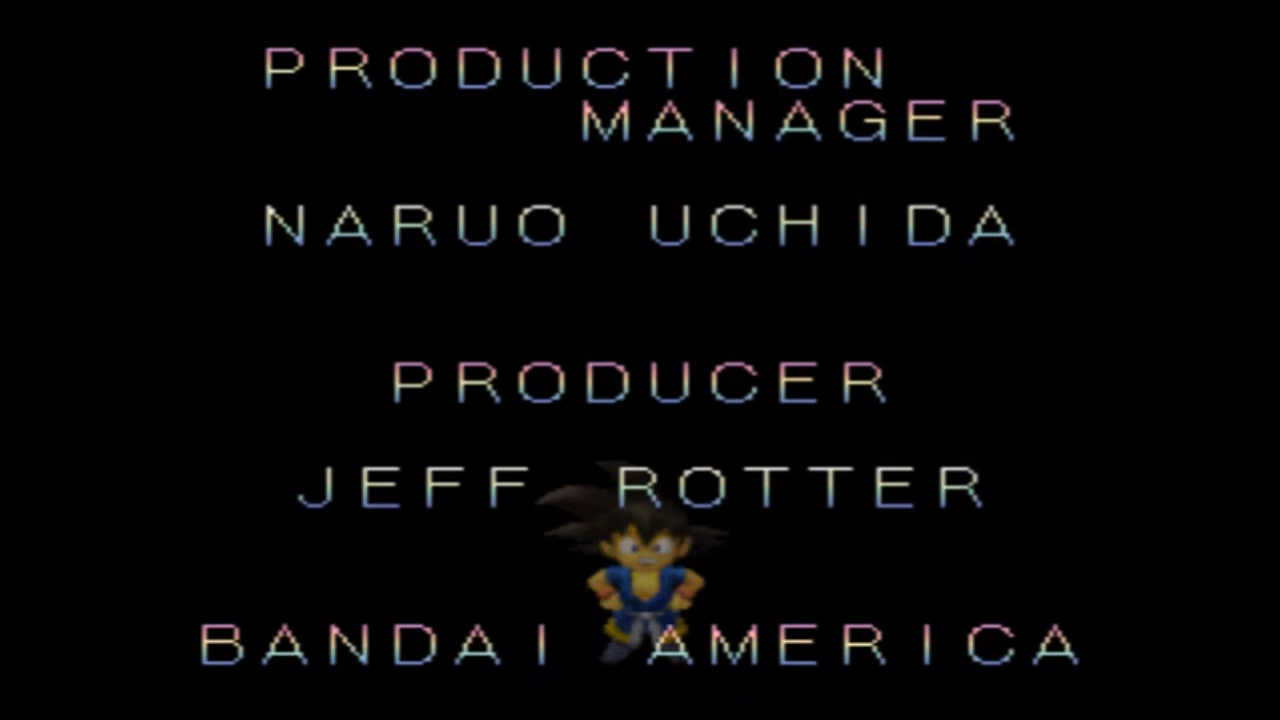 PRODUCTION
MANAGER
NARUO UCHIDA
PRODUCER
JEFF ROTTER
BANDAI AMERICA